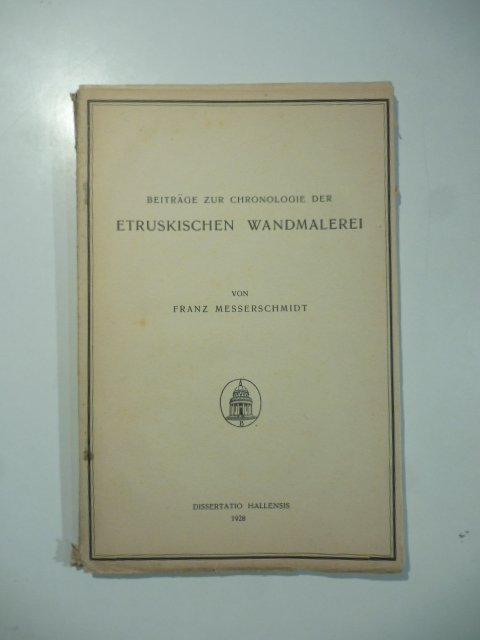 BEITRÄGE ZUR CHRONOLOGIE DER
ETRUSKISCHEN WANDMALEREI
VON
FRANZ MESSERSCHMIDT
A
B
DISSERTATIO HALLENSIS
1928